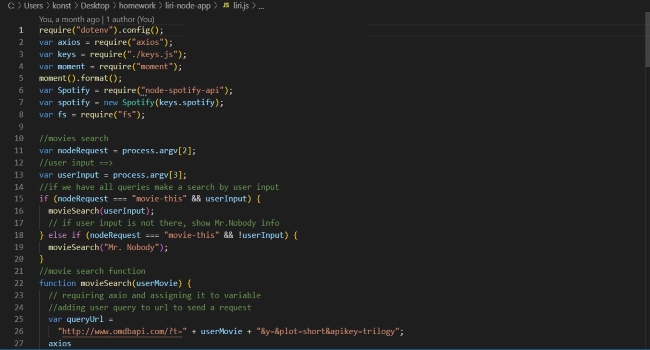 C: > Users > konst > Desktop > homework > liri-node-app > JS liri.js > ...
You, a month ago | 1 author (You)
1 require("dotenv").config();
2 var axios = require("axios");
3 var keys = require("./keys.js");
4 var moment = require("moment");
5 moment().format();
6 var Spotify = require("node-spotify-api");
7 var spotify = new Spotify(keys.spotify);
8 var fs = require("fs");
9
10 //movies search
11 var nodeRequest = process.argv[2];
12 //user input ==>
13 var userInput = process.argv[3];
14 //if we have all queries make a search by user input
15 if (nodeRequest === "movie-this" && userInput) {
16 movieSearch(userInput);
17 // if user input is not there, show Mr.Nobody info
18 } else if (nodeRequest === "movie-this" && !userInput) {
19 movieSearch("Mr. Nobody");
20 }
21 //movie search function
22 function movieSearch(userMovie) {
23 // requiring axio and assigning it to variable
24 //adding user query to url to send a request
25 var queryUrl =
26 "http://www.omdbapi.com/?t=" + userMovie + "&y=&plot=short&apikey=trilogy";
27 axios